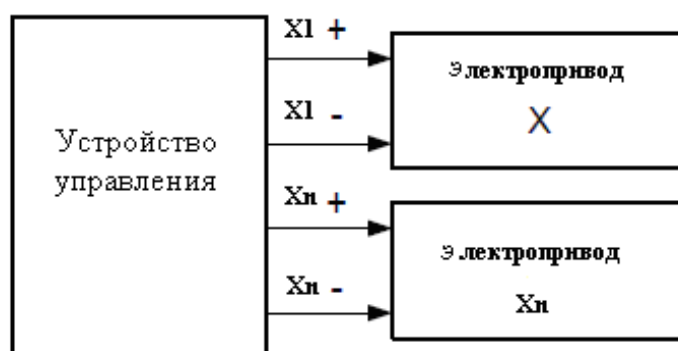 X1 +
Электропривод
X
X1 -
Устройство
управления
Xn +
Электропривод
Xn
Xn -